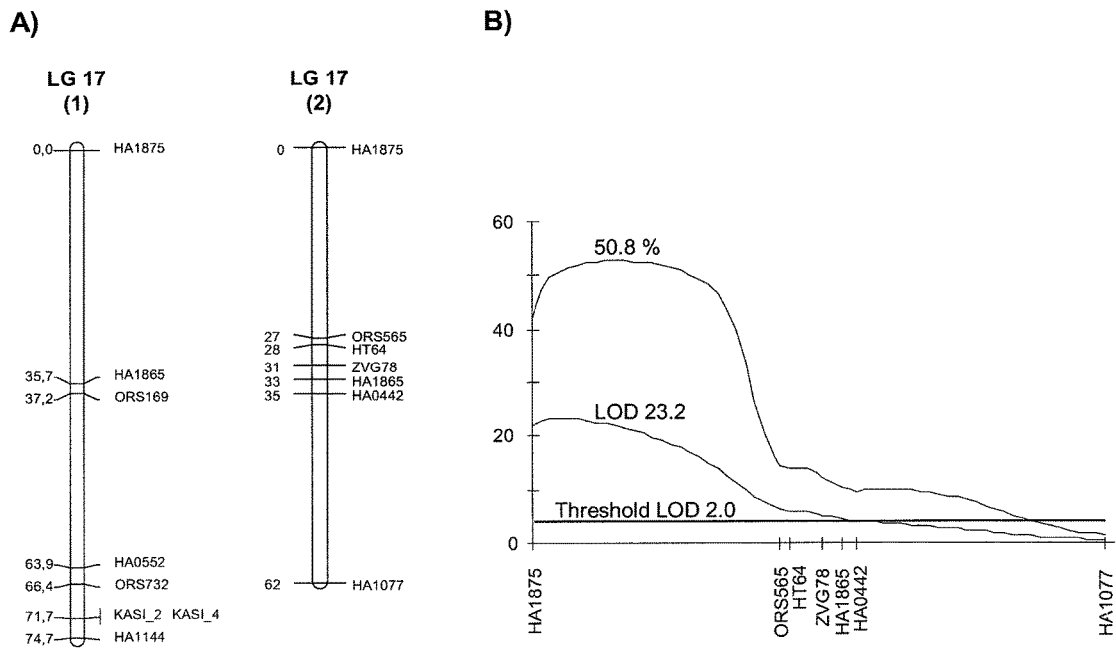 A)
LG 17
(1)
0,0 HA1875
35,7 HA1865
37,2 ORS169
63,9 HA0552
66,4 ORS732
71,7 KASI_2 KASI_4
74,7 HA1144
LG 17
(2)
0 HA1875
27 ORS565
28 HT64
31 ZVG78
33 HA1865
35 HA0442
62 HA1077
B)
60
40
20
0
50.8 %
LOD 23.2
Threshold LOD 2.0
HA1875
ORS565
HT64
ZVG78
HA1865
HA0442
HA1077